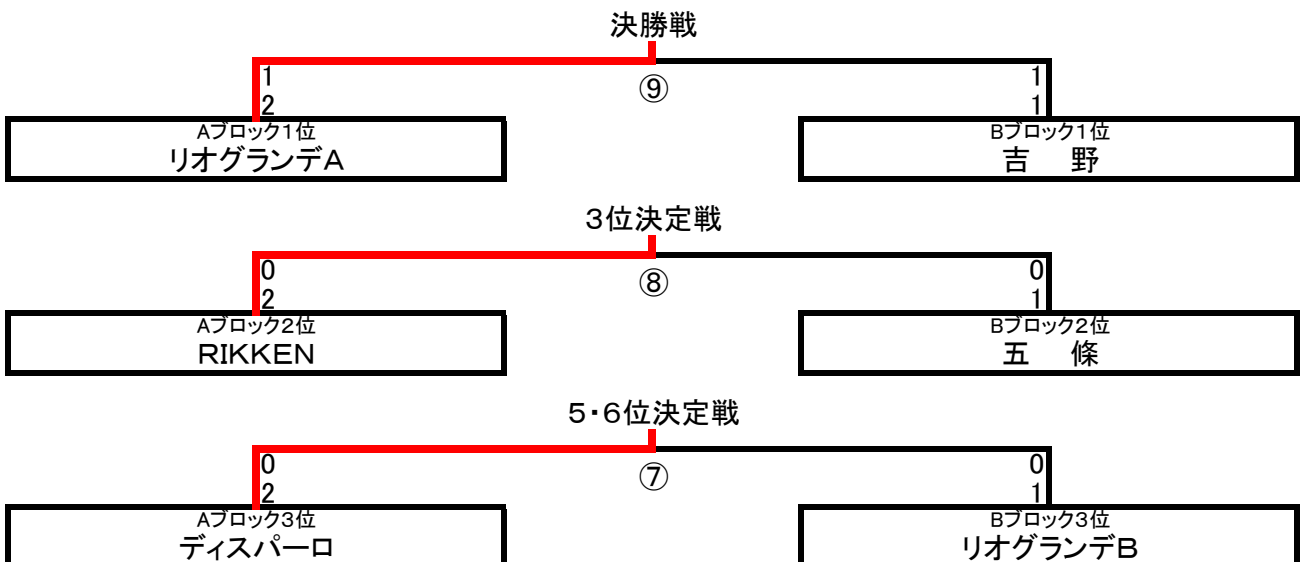 決勝戦
1 1
⑨
2 1
Aブロック1位 Bブロック1位
リオグランデA 吉 野
3位決定戦
0 0
⑧
2 1
Aブロック2位 Bブロック2位
RIKKEN 五 條
5・6位決定戦
0 0
⑦
2 1
Aブロック3位 Bブロック3位
ディスパーロ リオグランデB